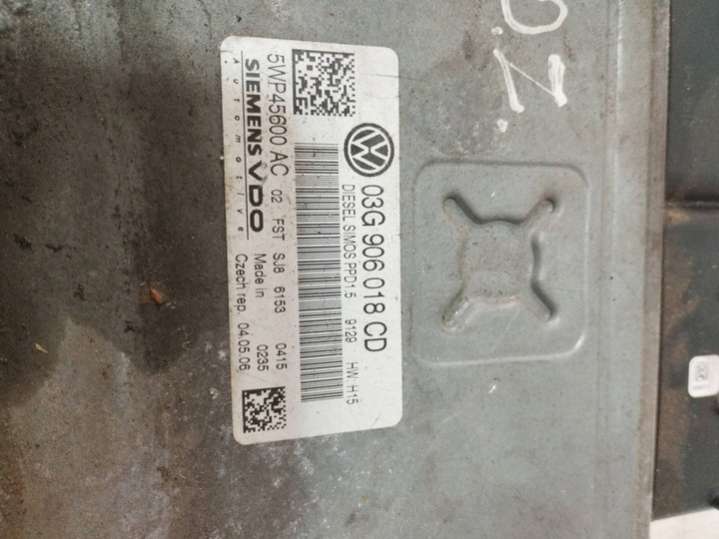 03G 906 018 CD
DIESEL SIMOS PPD1.5 9129 HW: H15
5WP45600 AC 02 FST SJ8 6153 0415
SIEMENS VDO Made in 0235
Automotive Czech rep. 04.05.06